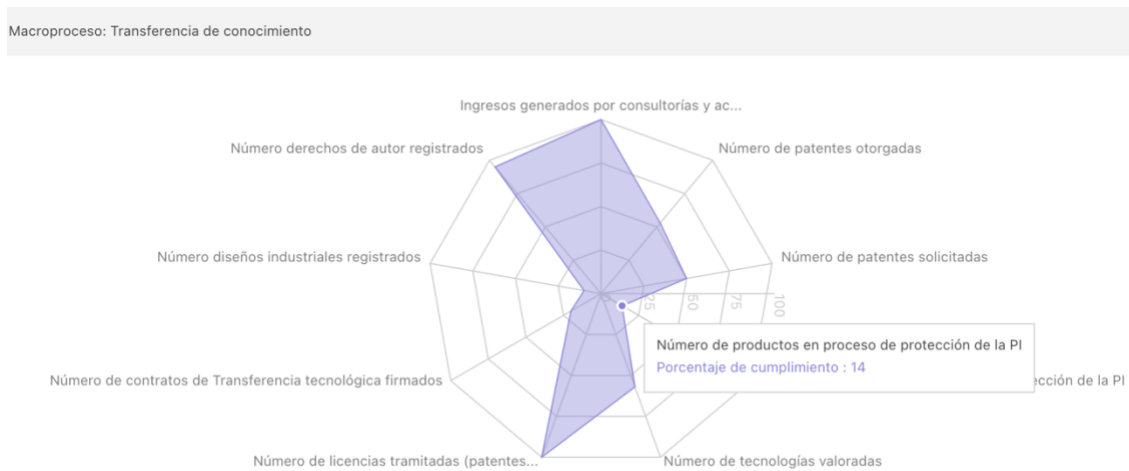 Macroproceso: Transferencia de conocimiento
Ingresos generados por consultorías y ac...
Número derechos de autor registrados
Número de patentes otorgadas
Número diseños industriales registrados
Número de patentes solicitadas
0
25
50
75
100
Número de productos en proceso de protección de la PI
Porcentaje de cumplimiento : 14
Número de contratos de Transferencia tecnológica firmados
ección de la PI
Número de licencias tramitadas (patentes...
Número de tecnologías valoradas